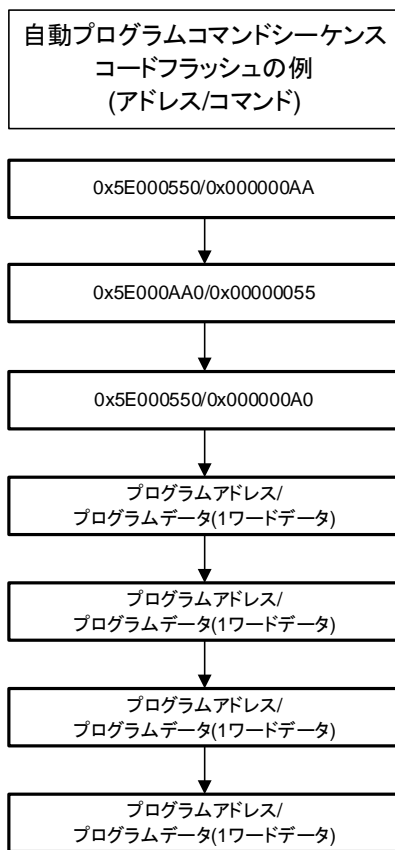 自動プログラムコマンドシーケンス
コードフラッシュの例
(アドレス/コマンド)
0x5E000550/0x000000AA
0x5E000AA0/0x00000055
0x5E000550/0x000000A0
プログラムアドレス/
プログラムデータ(1ワードデータ)
プログラムアドレス/
プログラムデータ(1ワードデータ)
プログラムアドレス/
プログラムデータ(1ワードデータ)
プログラムアドレス/
プログラムデータ(1ワードデータ)